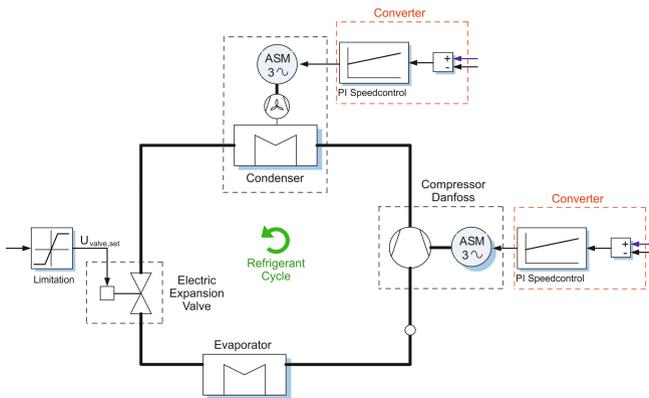 Converter
ASM
3
+
-
PI Speedcontrol
Condenser
Compressor
Danfoss
Converter
U valve,set
ASM
3
+
-
Refrigerant
Cycle
Limitation
Electric
Expansion
Valve
PI Speedcontrol
Evaporator